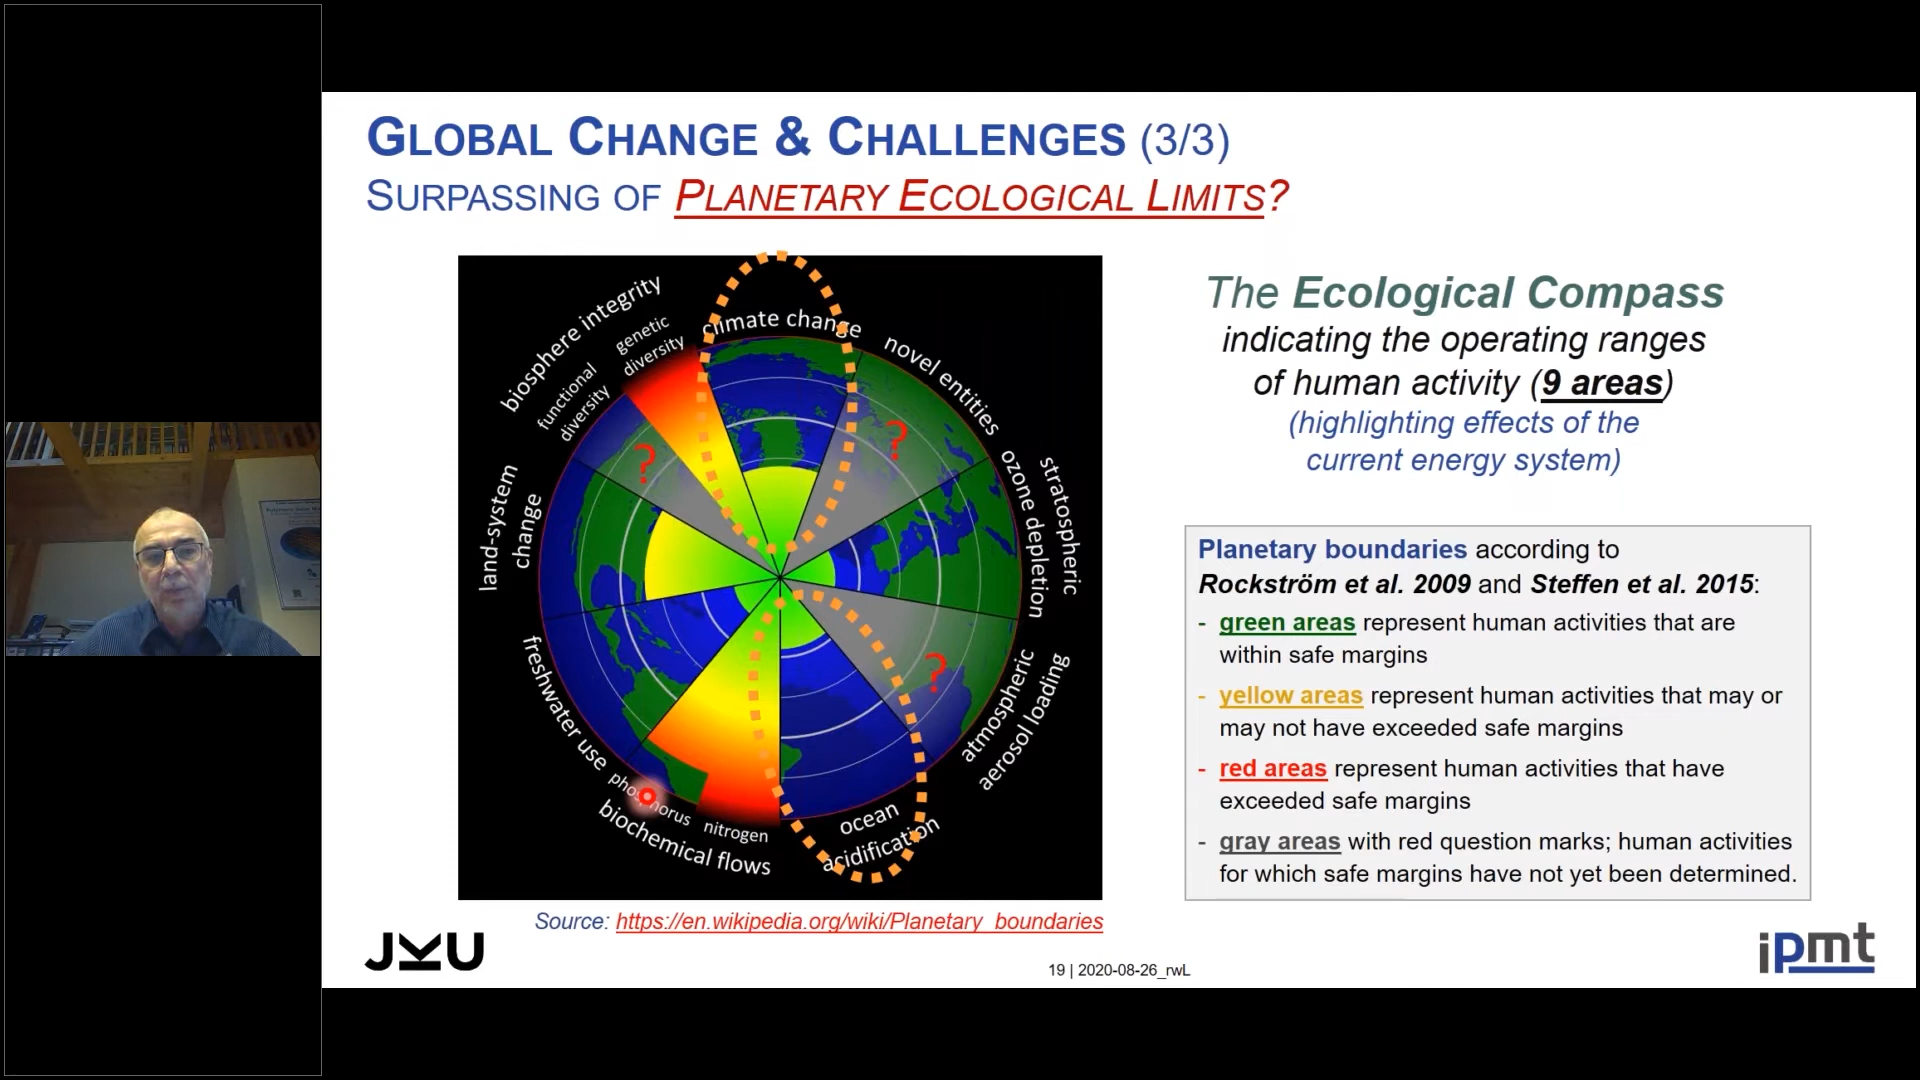 GLOBAL CHANGE & CHALLENGES (3/3)
SURPASSING OF PLANETARY ECOLOGICAL LIMITS?
biosphere integrity
genetic
diversity
functional
diversity
climate change
novel entities
stratospheric
ozone depletion
land-system
change
?
?
?
freshwater use
phosphorus
nitrogen
biochemical flows
ocean
acidification
atmospheric
aerosol loading
Source: https://en.wikipedia.org/wiki/Planetary_boundaries
The Ecological Compass
indicating the operating ranges
of human activity (9 areas)
(highlighting effects of the
current energy system)
Planetary boundaries according to
Rockström et al. 2009 and Steffen et al. 2015:
- green areas represent human activities that are
within safe margins
- yellow areas represent human activities that may or
may not have exceeded safe margins
- red areas represent human activities that have
exceeded safe margins
- gray areas with red question marks; human activities
for which safe margins have not yet been determined.
JKU
19 | 2020-08-26_rwL
ipmt